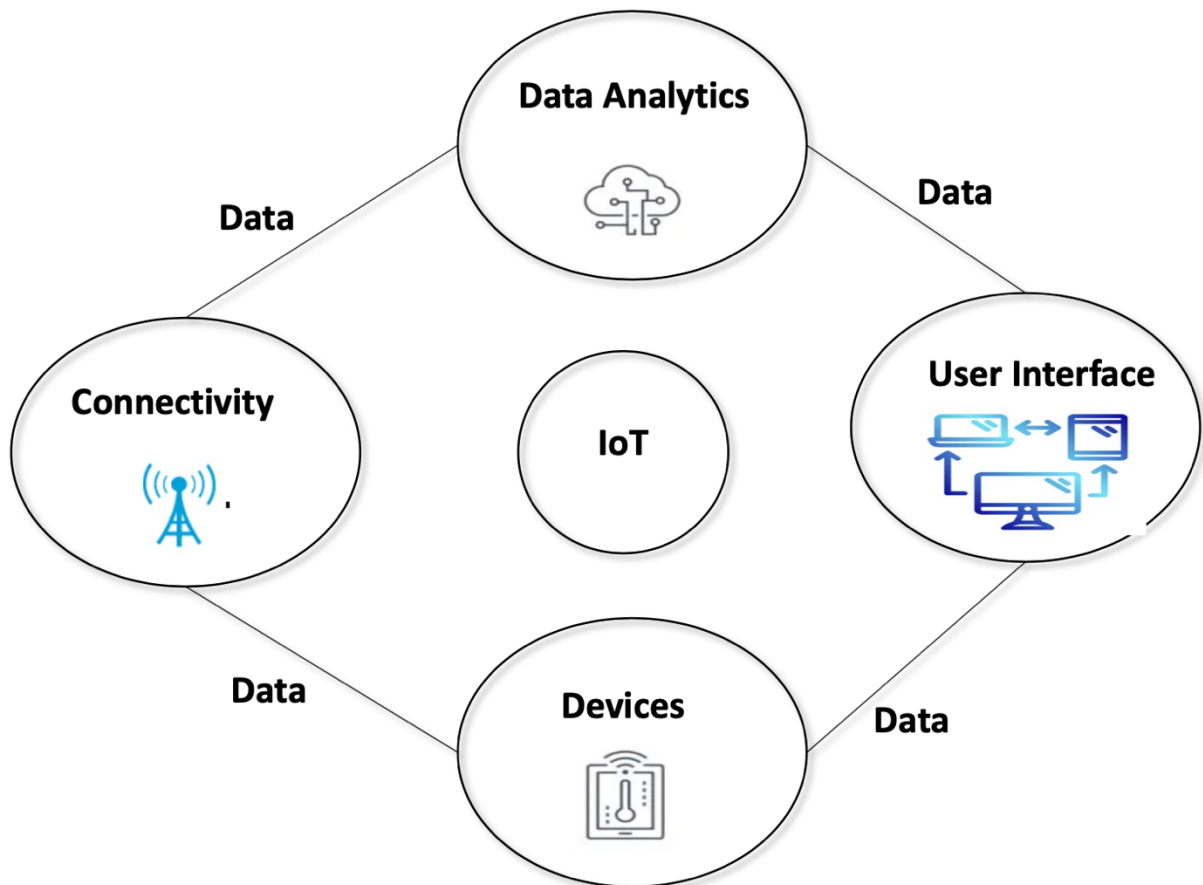 Data Analytics
Data
Data
Connectivity
User Interface
IoT
Data
Devices
Data